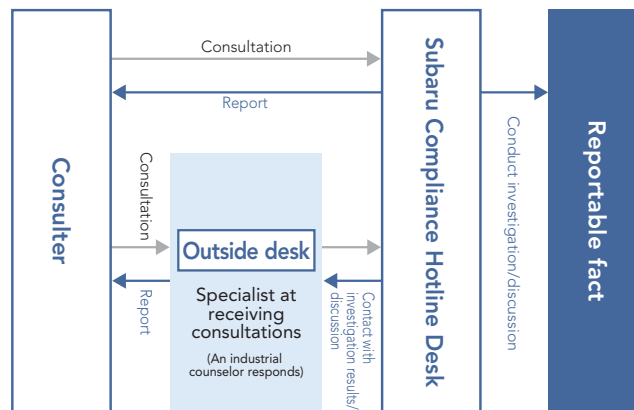 Consulter
Consultation
Report
Consultation
Report
Outside desk
Specialist at
receiving
consultations
(An industrial
counselor responds)
Contact with
investigation results/
discussion
Subaru Compliance Hotline Desk
Conduct investigation/discussion
Reportable fact